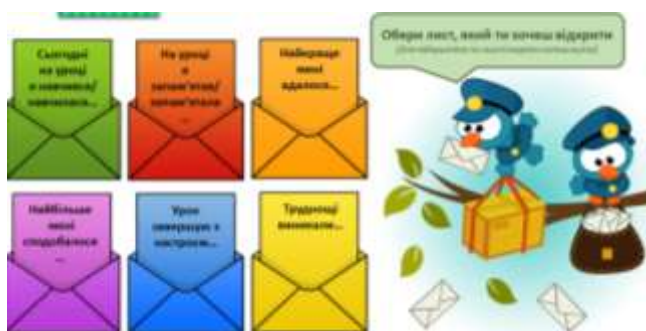 Сьогодні
на уроці
я навчився/
навчилася...
На уроці
я
запам'ятав/
запам'ятала
...
Найкраще
мені
вдалося...
Обери лист, який ти хочеш відкрити
Найбільше
мені
сподобалося
...
Урок
завершую з
настроєм...
Труднощі
виникали...